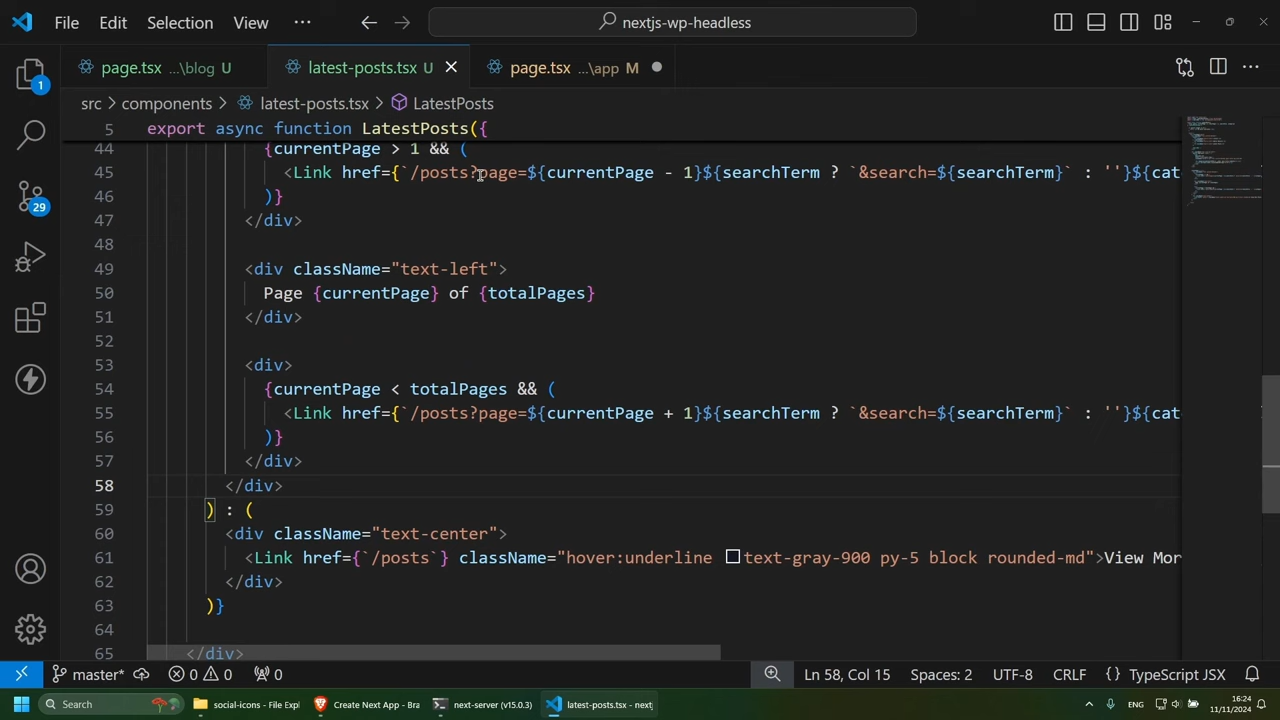 File Edit Selection View ··· nextjs-wp-headless
page.tsx ...\blog U latest-posts.tsx U page.tsx ...\app M
src > components > latest-posts.tsx > LatestPosts
5 export async function LatestPosts({
44 {currentPage > 1 && (
45 <Link href={`/posts?page=${currentPage - 1}${searchTerm ? `&search=${searchTerm}` : ''}${cat
46 )}
47 </div>
48
49 <div className="text-left">
50 Page {currentPage} of {totalPages}
51 </div>
52
53 <div>
54 {currentPage < totalPages && (
55 <Link href={`/posts?page=${currentPage + 1}${searchTerm ? `&search=${searchTerm}` : ''}${cat
56 )}
57 </div>
58 </div>
59 ) : (
60 <div className="text-center">
61 <Link href={`/posts`} className="hover:underline text-gray-900 py-5 block rounded-md">View Mor
62 </div>
63 )}
64
65 </div>
1
29
master* 0 0 0 Ln 58, Col 15 Spaces: 2 UTF-8 CRLF {} TypeScript JSX
Search social-icons - File Expl Create Next App - Bra next-server (v15.0.3) latest-posts.tsx - nextj ENG 16:24
11/11/2024